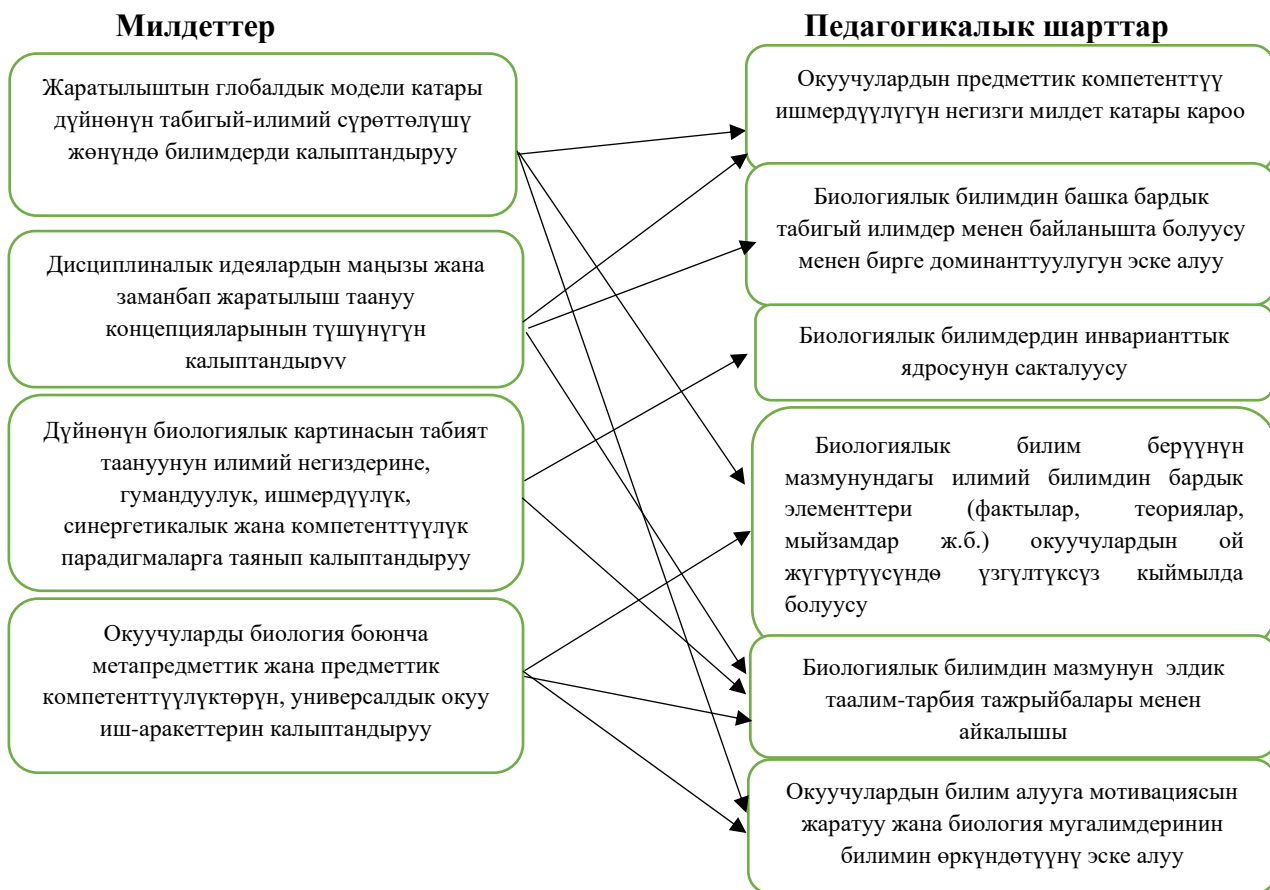 Милдеттер
Жаратылыштын глобалдык модели катары
дүйнөнүн табигый-илимий сүрөттөлүшү
жөнүндө билимдерди калыптандыруу
Дисциплиналык идеялардын маңызы жана
заманбап жаратылыш таануу
концепцияларынын түшүнүгүн
калыптандыруу
Дүйнөнүн биологиялык картинасын табият
таануунун илимий негиздерине,
гумандуулук, ишмердүүлүк,
синергетикалык жана компетенттүүлүк
парадигмаларга таянып калыптандыруу
Окуучуларды биология боюнча
метапредметтик жана предметтик
компетенттүүлүктөрүн, универсалдык окуу
иш-аракеттерин калыптандыруу
Педагогикалык шарттар
Окуучулардын предметтик компетенттүү
ишмердүүлүгүн негизги милдет катары кароо
Биологиялык билимдин башка бардык
табигый илимдер менен байланышта болуусу
менен бирге доминанттуулугун эске алуу
Биологиялык билимдердин инварианттык
ядросунун сакталуусу
Биологиялык билим берүүнүн
мазмунундагы илимий билимдин бардык
элементтери (фактылар, теориялар,
мыйзамдар ж.б.) окуучулардын ой
жүгүртүүсүндө үзгүлтүксүз кыймылда
болуусу
Биологиялык билимдин мазмунун элдик
таалим-тарбия тажрыйбалары менен
айкалышы
Окуучулардын билим алууга мотивациясын
жаратуу жана биология мугалимдеринин
билимин өркүндөтүүнү эске алуу